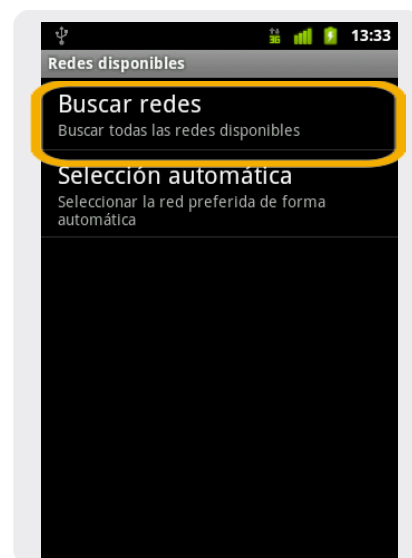 3G 13:33
Redes disponibles
Buscar redes
Buscar todas las redes disponibles
Selección automática
Seleccionar la red preferida de forma
automática